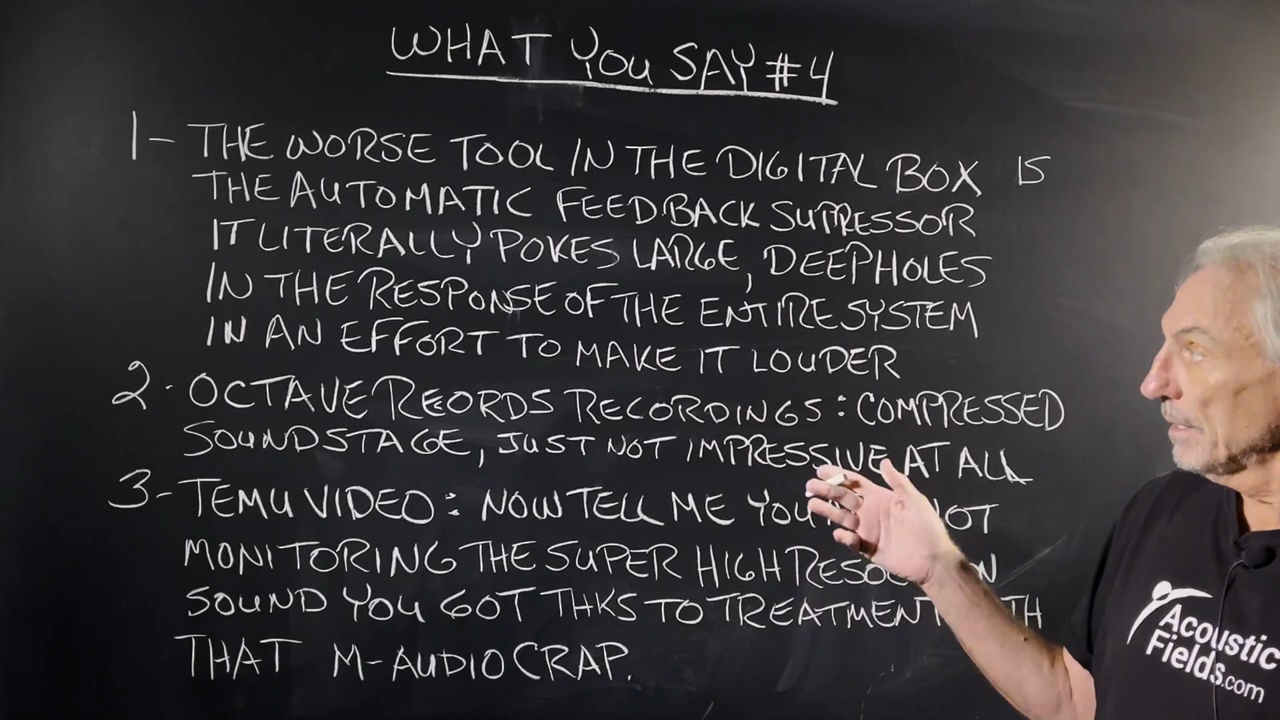 WHAT YOU SAY #4
1- THE WORSE TOOL IN THE DIGITAL BOX IS
THE AUTOMATIC FEEDBACK SUPRESSOR
IT LITERALLY POKES LARGE, DEEP HOLES
IN THE RESPONSE OF THE ENTIRE SYSTEM
IN AN EFFORT TO MAKE IT LOUDER
2- OCTAVE REORDS RECORDINGS: COMPRESSED
SOUNDSTAGE, JUST NOT IMPRESSIVE AT ALL
3- TEMU VIDEO: NOW TELL ME YOU NOT
MONITORING THE SUPER HIGH
SOUND YOU GOT THKS TO TREATMENT
THAT M-AUDIO CRAP.
Acoustic
Fields.com